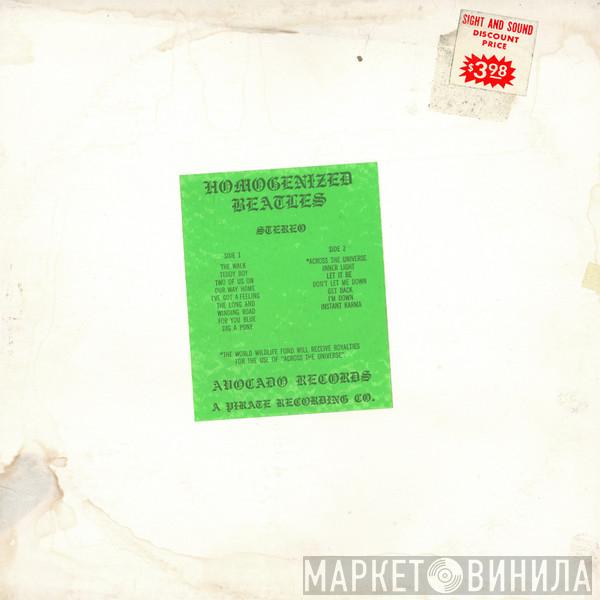 SIGHT AND SOUND
DISCOUNT
PRICE
$3.98
HOMOGENIZED
BEATLES
STEREO
SIDE 1
THE WALK
TEDDY BOY
TWO OF US ON
OUR WAY HOME
I'VE GOT A FEELING
THE LONG AND
WINDING ROAD
FOR YOU BLUE
DIG A PONY
SIDE 2
*ACROSS THE UNIVERSE
INNER LIGHT
LET IT BE
DON'T LET ME DOWN
GET BACK
I'M DOWN
INSTANT KARMA
*THE WORLD WILDLIFE FUND WILL RECEIVE ROYALTIES
FOR THE USE OF "ACROSS THE UNIVERSE"
AVOCADO RECORDS
A PIRATE RECORDING CO.
МАРКЕТ ВИНИЛА